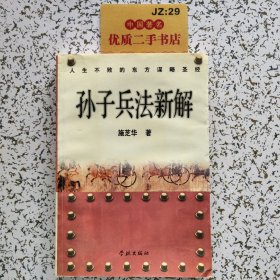 JZ:29
中国书店
优质二手书店
人生不败的东方谋略圣经
孙子兵法新解
施芝华 著
学林出版社